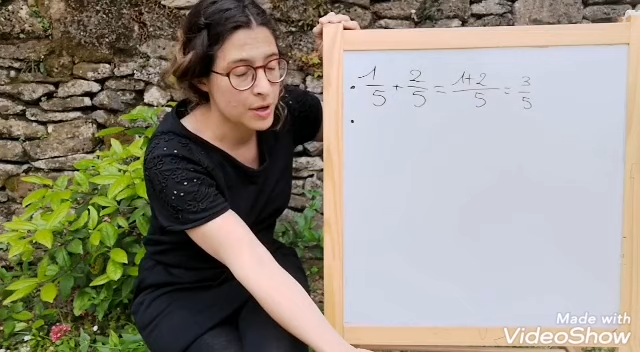 • 1/5 + 2/5 = 1+2/5 = 3/5
•
Made with
VideoShow